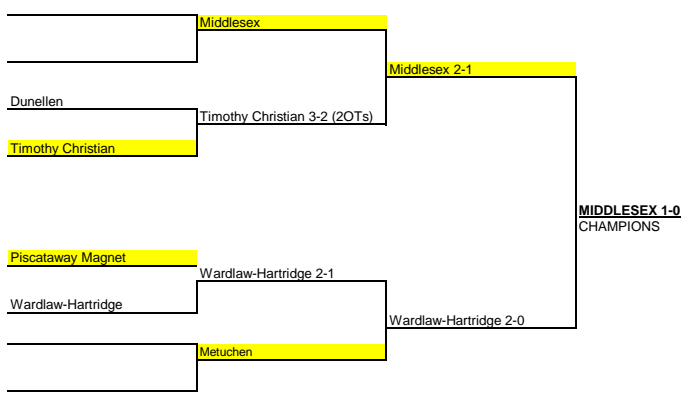 Middlesex
Middlesex 2-1
Dunellen
Timothy Christian 3-2 (2OTs)
Timothy Christian
MIDDLESEX 1-0
CHAMPIONS
Piscataway Magnet
Wardlaw-Hartridge 2-1
Wardlaw-Hartridge
Wardlaw-Hartridge 2-0
Metuchen